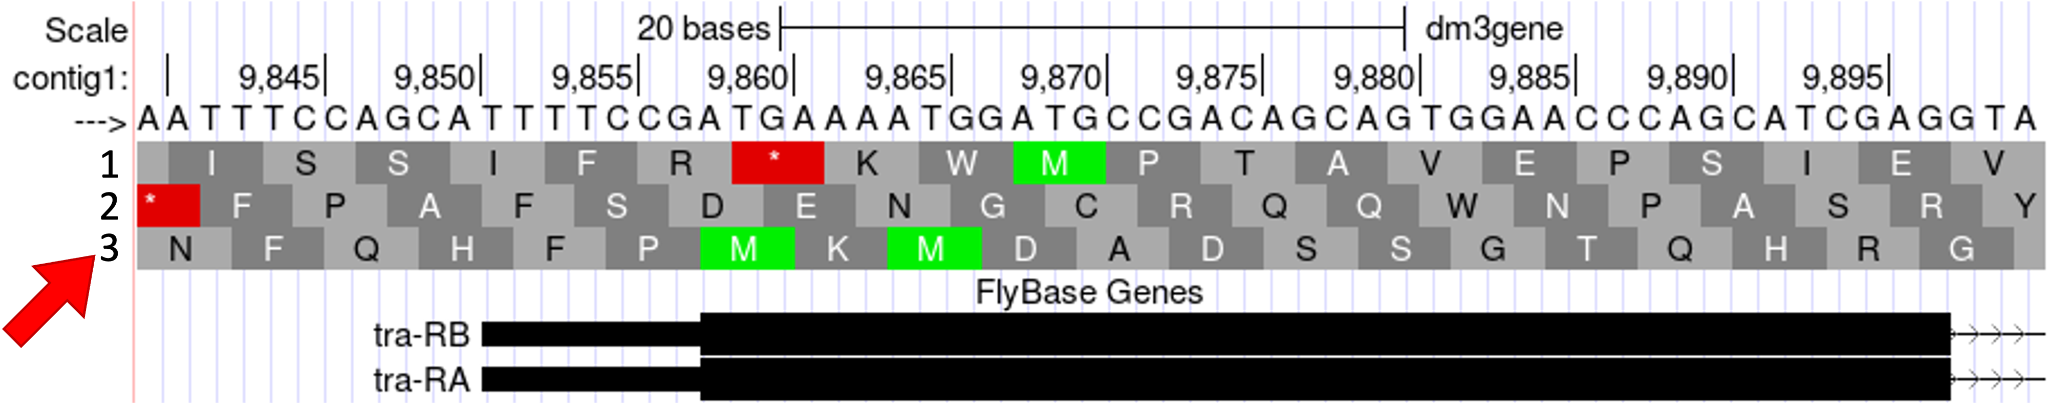 Scale 20 bases dm3gene
contig1: 9,845 9,850 9,855 9,860 9,865 9,870 9,875 9,880 9,885 9,890 9,895
---> A A T T T C C A G C A T T T T C C G A T G A A A A T G G A T G C C G A C A G C A G T G G A A C C C A G C A T C G A G G T A
1 I S S I F R * K W M P T A V E P S I E V
2 * F P A F S D E N G C R Q Q W N P A S R Y
3 N F Q H F P M K M D A D S S G T Q H R G
FlyBase Genes
tra-RB
tra-RA